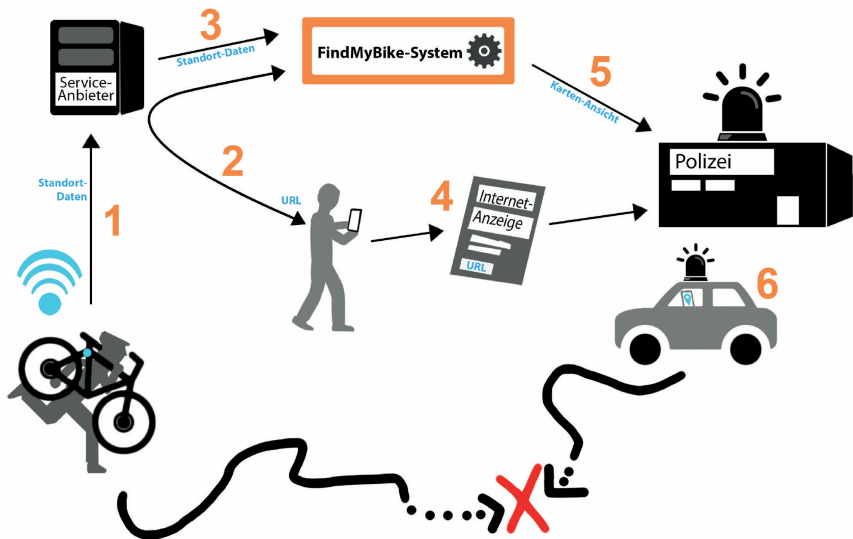 3
Standort-Daten
FindMyBike-System
Service-
Anbieter
5
Karten-Ansicht
Polizei
Standort-
Daten
1
2
URL
4
Internet-
Anzeige
URL
6